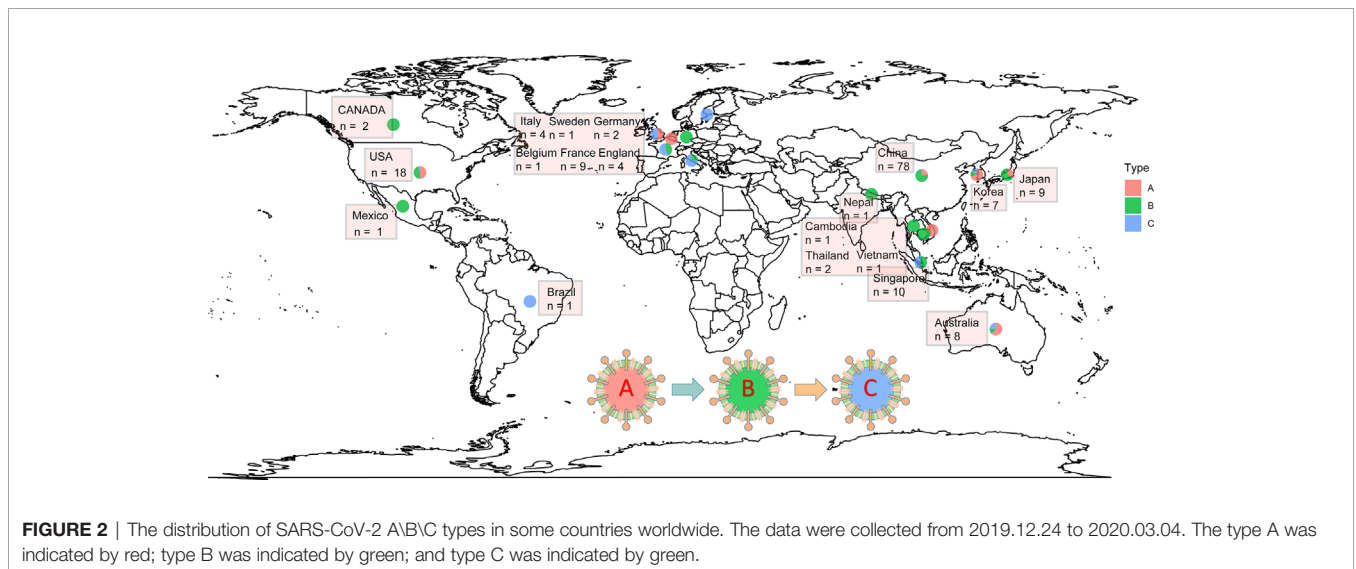 CANADA
n = 2
USA
n = 18
Mexico
n = 1
Brazil
n = 1
Italy Sweden Germany
n = 4 n = 1 n = 2
Belgium France England
n = 1 n = 9 n = 4
China
n = 78
Nepal
n = 1
Cambodia
n = 1
Thailand Vietnam
n = 2 n = 1
Singapore
n = 10
Korea
n = 7
Japan
n = 9
Australia
n = 8
Type
A
B
C
A B C
FIGURE 2 | The distribution of SARS-CoV-2 A\B\C types in some countries worldwide. The data were collected from 2019.12.24 to 2020.03.04. The type A was
indicated by red; type B was indicated by green; and type C was indicated by green.